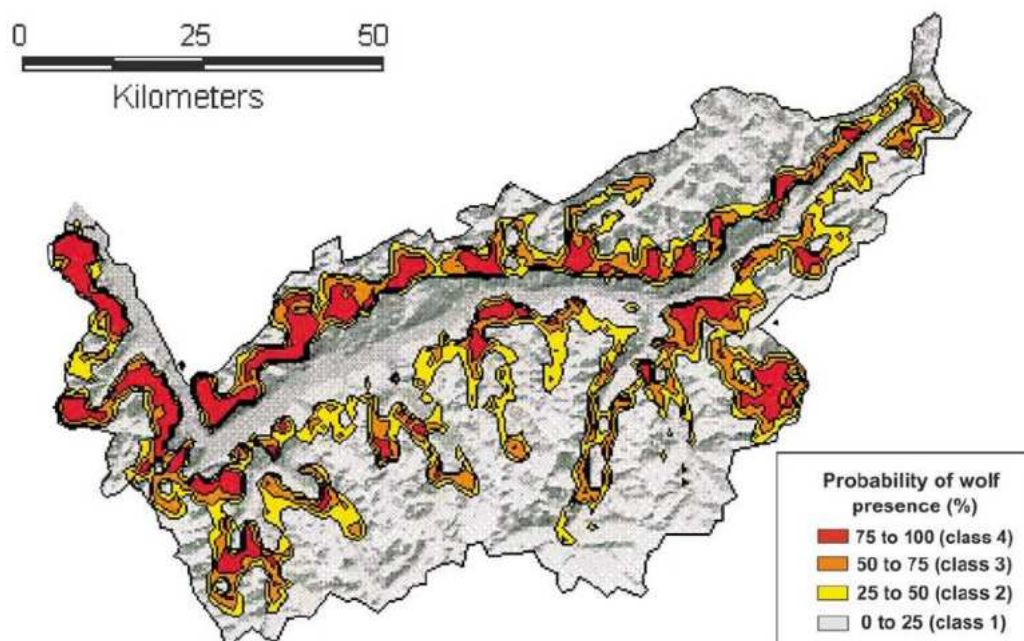 0 25 50
Kilometers
Probability of wolf
presence (%)
75 to 100 (class 4)
50 to 75 (class 3)
25 to 50 (class 2)
0 to 25 (class 1)